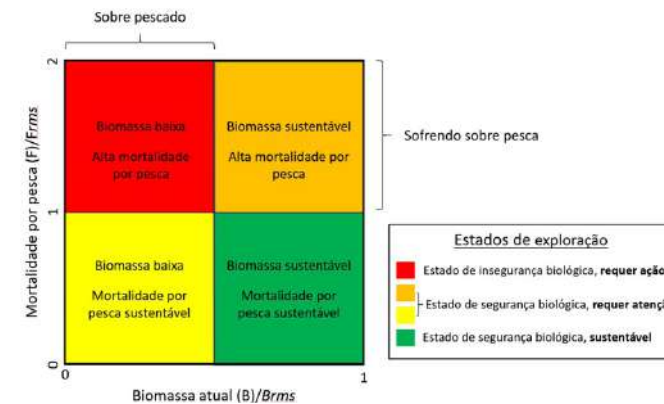 Sobre pescado
Mortalidade por pesca (F)/Frms
2
1
0
Biomassa baixa
Alta mortalidade
por pesca
Biomassa sustentável
Alta mortalidade por
pesca
Sofrendo sobre pesca
Biomassa baixa
Mortalidade por
pesca sustentável
Biomassa sustentável
Mortalidade por
pesca sustentável
0
1
Biomassa atual (B)/Brms
Estados de exploração
Estado de insegurança biológica, requer ação
Estado de segurança biológica, requer atençã
Estado de segurança biológica, sustentável